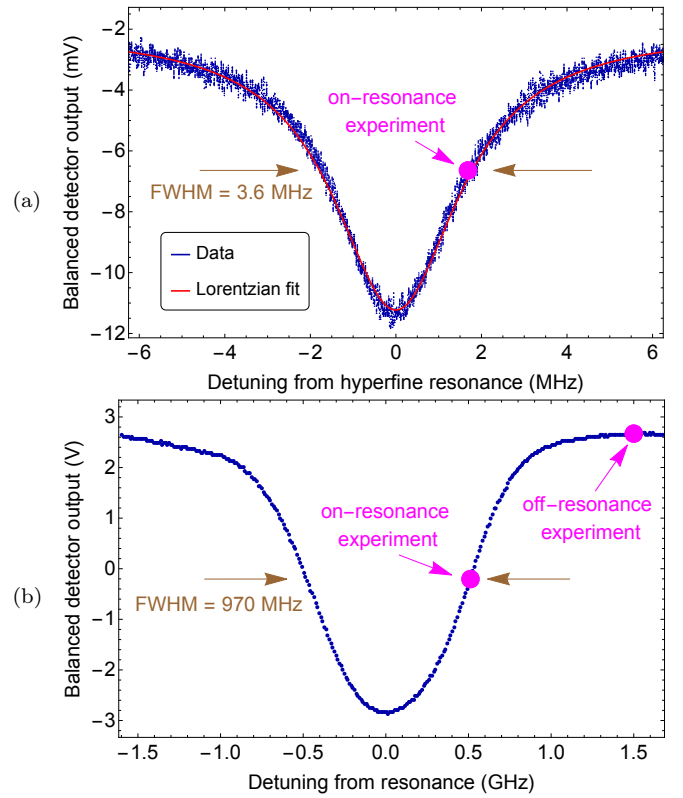 (a)
Balanced detector output (mV)
−2
−4
−6
−8
−10
−12
on−resonance
experiment
FWHM = 3.6 MHz
Data
Lorentzian fit
−6 −4 −2 0 2 4 6
Detuning from hyperfine resonance (MHz)
(b)
Balanced detector output (V)
3
2
1
0
−1
−2
−3
on−resonance
experiment
off−resonance
experiment
FWHM = 970 MHz
−1.5 −1.0 −0.5 0.0 0.5 1.0 1.5
Detuning from resonance (GHz)